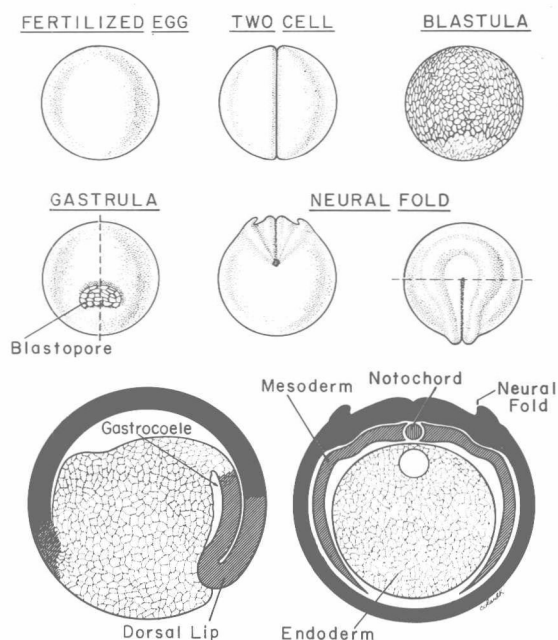 FERTILIZED EGG
TWO CELL
BLASTULA
GASTRULA
NEURAL FOLD
Blastopore
Gastrocoele
Dorsal Lip
Mesoderm
Notochord
Neural
Fold
Endoderm